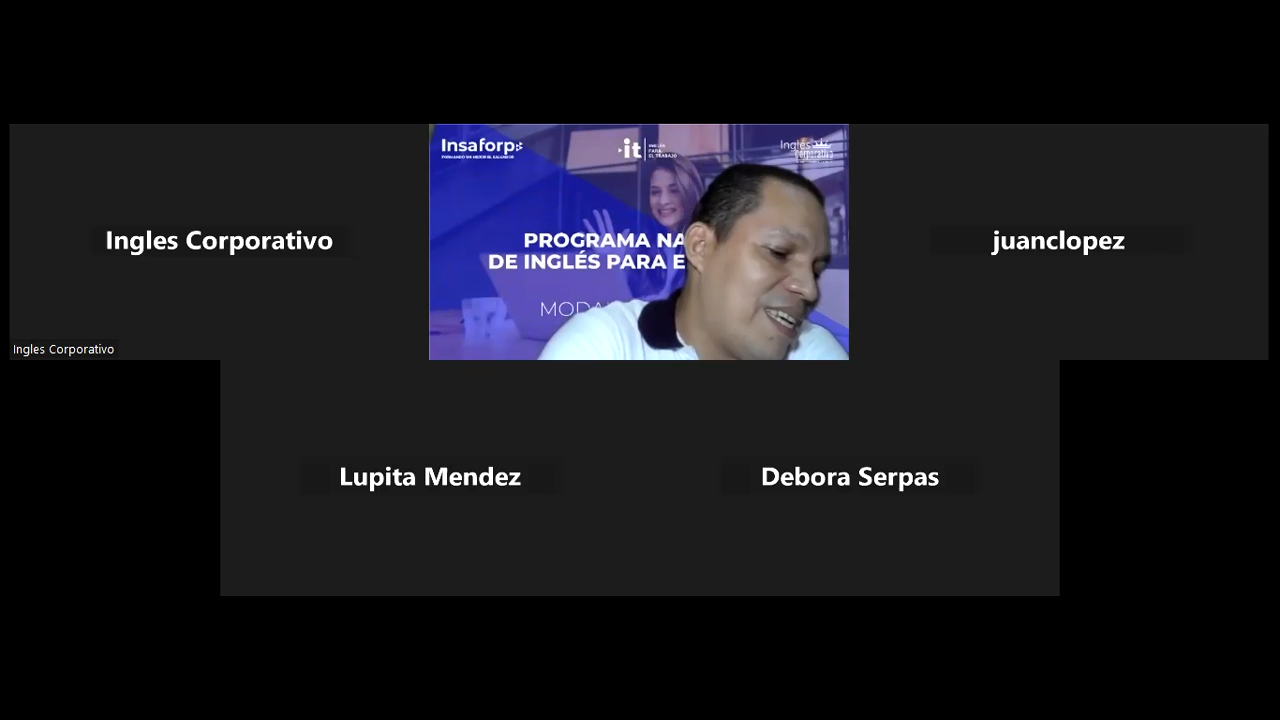 Insaforp
FORMANDO UN MEJOR EL SALVADOR
it
INGLÉS
PARA
EL TRABAJO
Ingles
Corporativo
Ingles Corporativo
PROGRAMA NA
DE INGLÉS PARA E
MODA
juanclopez
Ingles Corporativo
Lupita Mendez
Debora Serpas